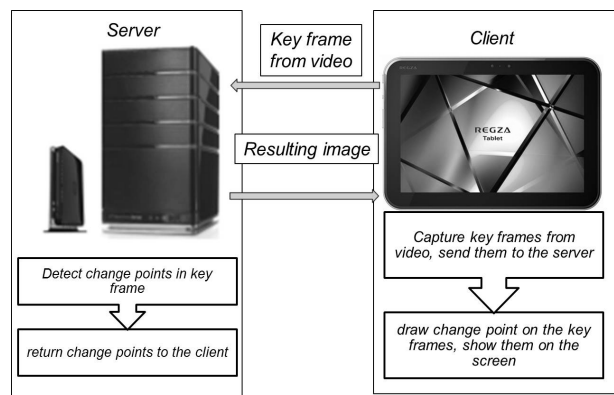 Server
Key frame
from video
Client
REGZA
Tablet
Resulting image
Detect change points in key
frame
return change points to the client
Capture key frames from
video, send them to the server
draw change point on the key
frames, show them on the
screen